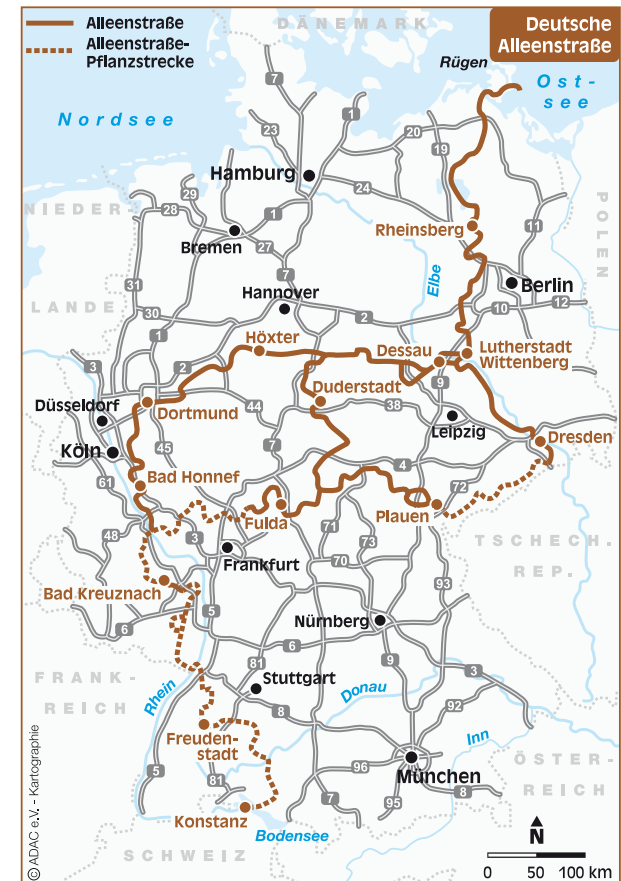 Alleenstraße
Alleenstraße-
Pflanzstrecke
Deutsche
Alleenstraße
DÄNEMARK
Rügen
Ost-
see
Nordsee
7
1
23
20
19
Hamburg
24
29
28
1
NIEDER-
Bremen
Rheinsberg
11
POLEN
27
7
Elbe
31
Hannover
Berlin
LANDE
30
2
10
12
1
Höxter
Dessau
Lutherstadt
Wittenberg
3
2
9
Düsseldorf
Dortmund
44
Duderstadt
38
Leipzig
Dresden
Köln
45
7
4
61
Bad Honnef
72
48
3
Fulda
71
Plauen
73
TSCHECH.
REP.
Frankfurt
70
93
Bad Kreuznach
5
6
Nürnberg
6
81
9
3
FRANK-
REICH
Rhein
Stuttgart
Donau
8
92
Inn
Freuden-
stadt
5
81
96
München
ÖSTER-
REICH
7
95
8
Konstanz
Bodensee
SCHWEIZ
N
0 50 100 km
© ADAC e.V. - Kartographie